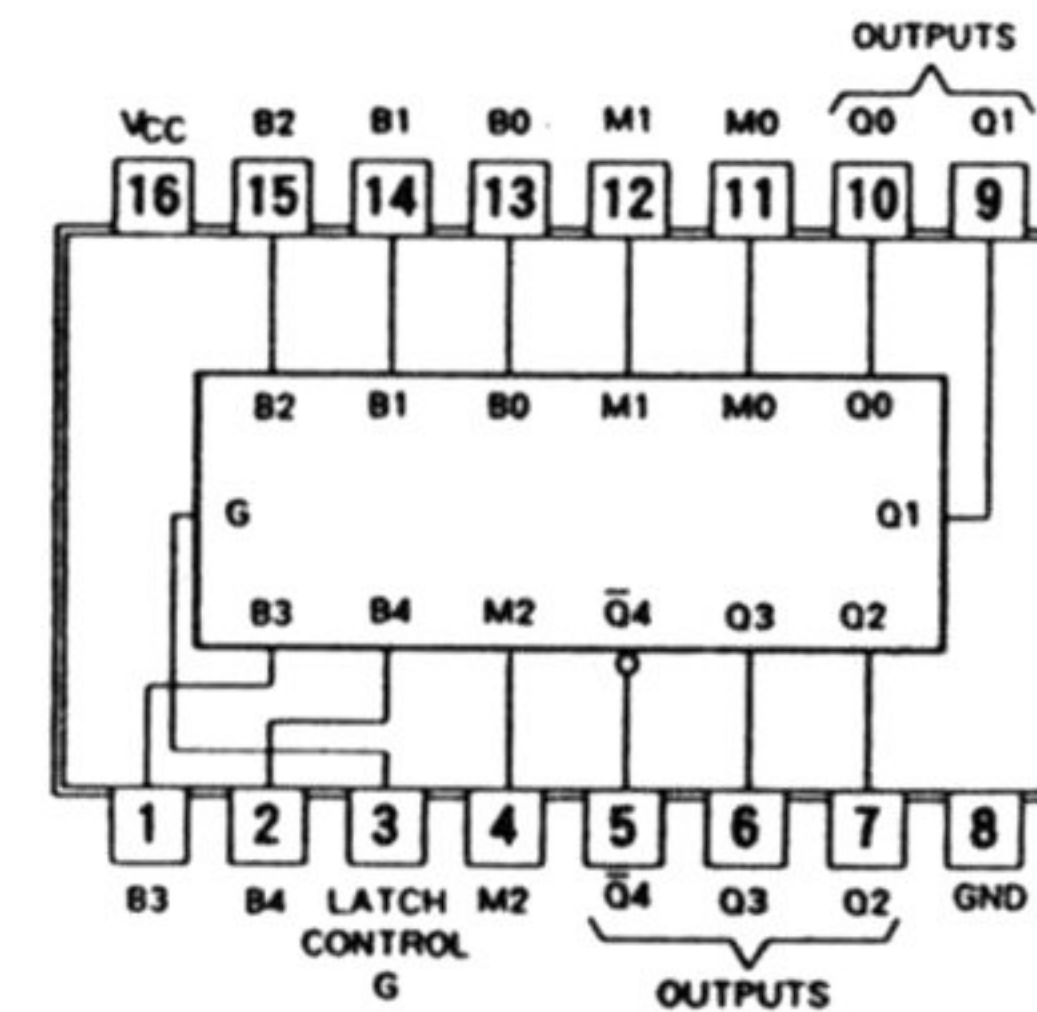 OUTPUTS
VCC B2 B1 B0 M1 M0 Q0 Q1
16 15 14 13 12 11 10 9
B2 B1 B0 M1 M0 Q0
G Q1
B3 B4 M2 Q̅4 Q3 Q2
1 2 3 4 5 6 7 8
B3 B4 LATCH M2 Q̅4 Q3 Q2 GND
CONTROL
G
OUTPUTS